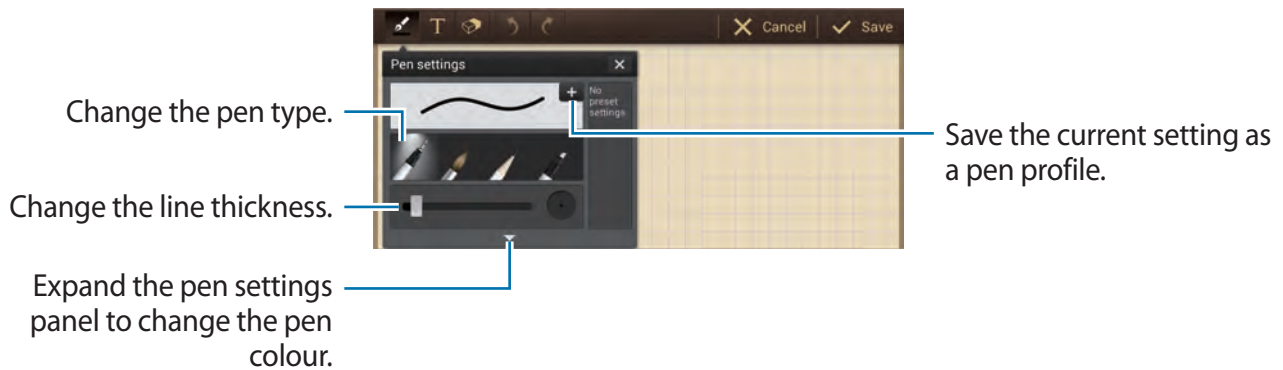 T
Cancel
Save
Pen settings
No
preset
settings
Change the pen type.
Save the current setting as
a pen profile.
Change the line thickness.
Expand the pen settings
panel to change the pen
colour.